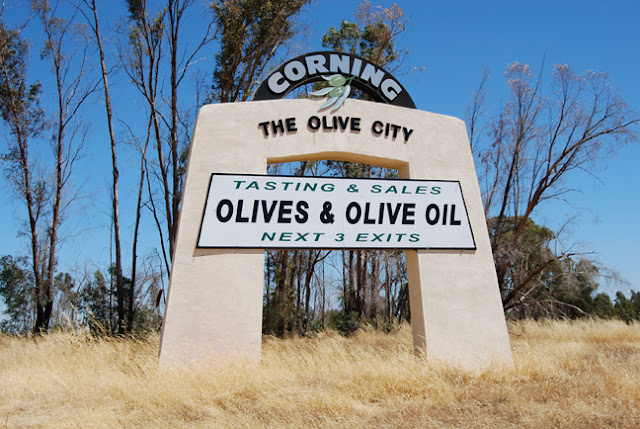 CORNING
THE OLIVE CITY
TASTING & SALES
OLIVES & OLIVE OIL
NEXT 3 EXITS